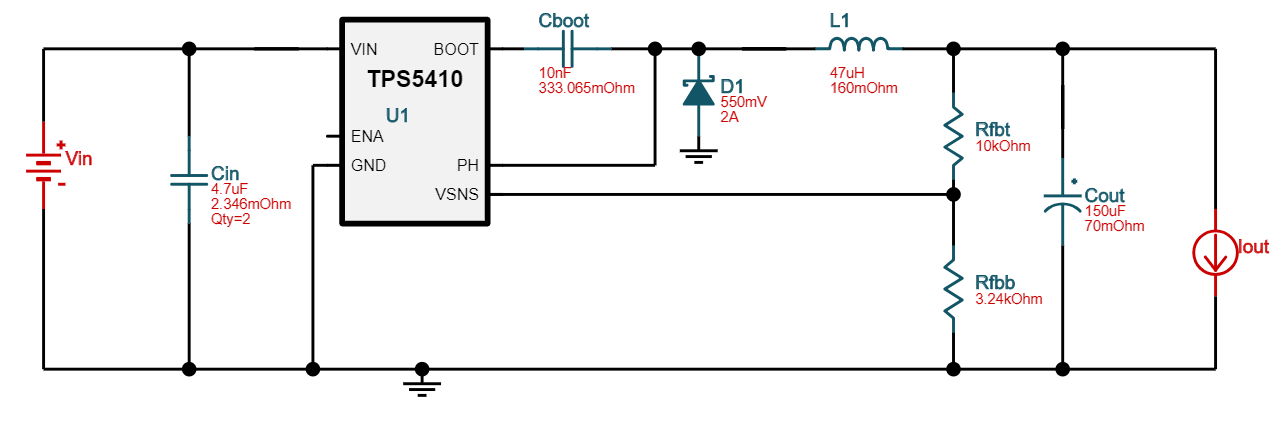 Vin
Cin
4.7uF
2.346mOhm
Qty=2
VIN
BOOT
TPS5410
U1
ENA
GND
PH
VSNS
Cboot
10nF
333.065mOhm
D1
550mV
2A
L1
47uH
160mOhm
Rfbt
10kOhm
Rfbb
3.24kOhm
Cout
150uF
70mOhm
Iout